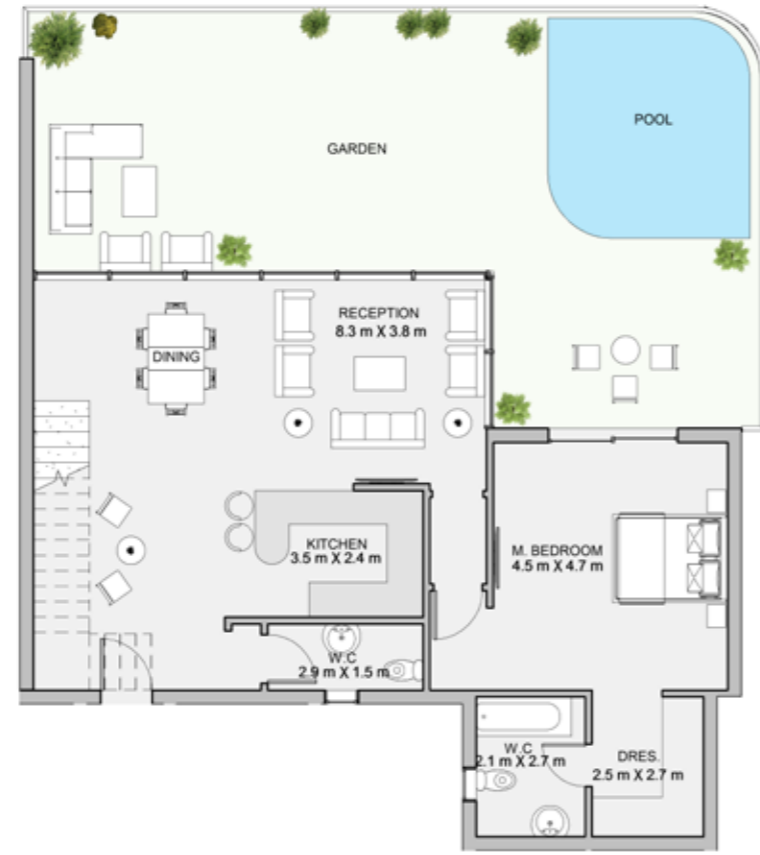 POOL
GARDEN
RECEPTION
8.3 m X 3.8 m
DINING
KITCHEN
3.5 m X 2.4 m
M. BEDROOM
4.5 m X 4.7 m
W.C
2.9 m X 1.5 m
W.C
2.1 m X 2.7 m
DRES.
2.5 m X 2.7 m